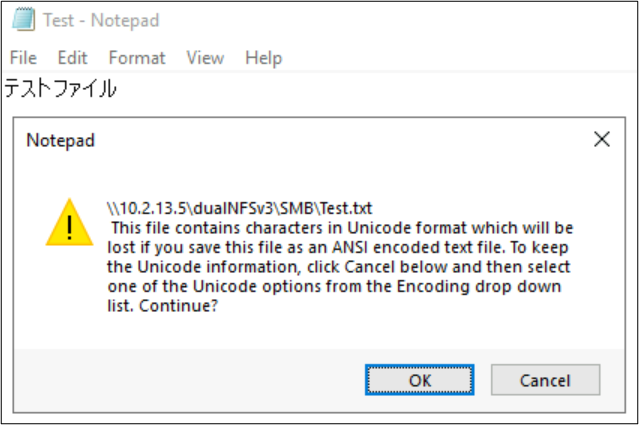 Test - Notepad
File Edit Format View Help
テストファイル
Notepad
\\10.2.13.5\dualNFSv3\SMB\Test.txt
This file contains characters in Unicode format which will be
lost if you save this file as an ANSI encoded text file. To keep
the Unicode information, click Cancel below and then select
one of the Unicode options from the Encoding drop down
list. Continue?
OK Cancel